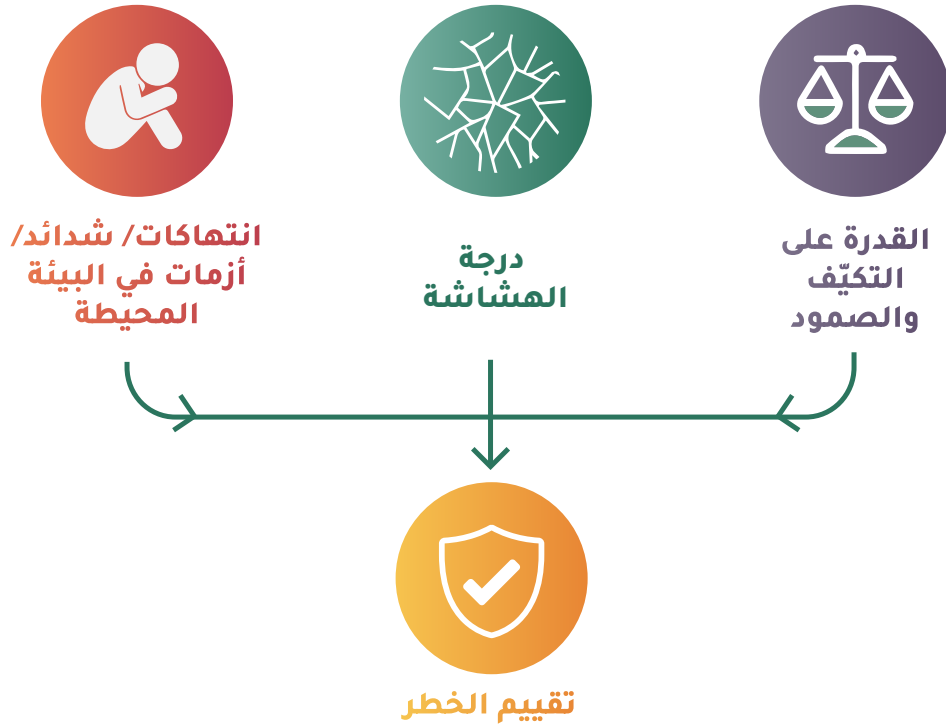 القدرة على
التكيّف
والصمود
درجة
الهشاشة
انتهاكات/ شدائد/
أزمات في البيئة
المحيطة
تقييم الخطر